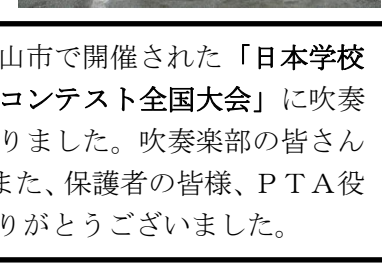 山市で開催された「日本学校
コンテスト全国大会」に吹奏
りました。吹奏楽部の皆さん
また、保護者の皆様、ＰＴＡ役
りがとうございました。